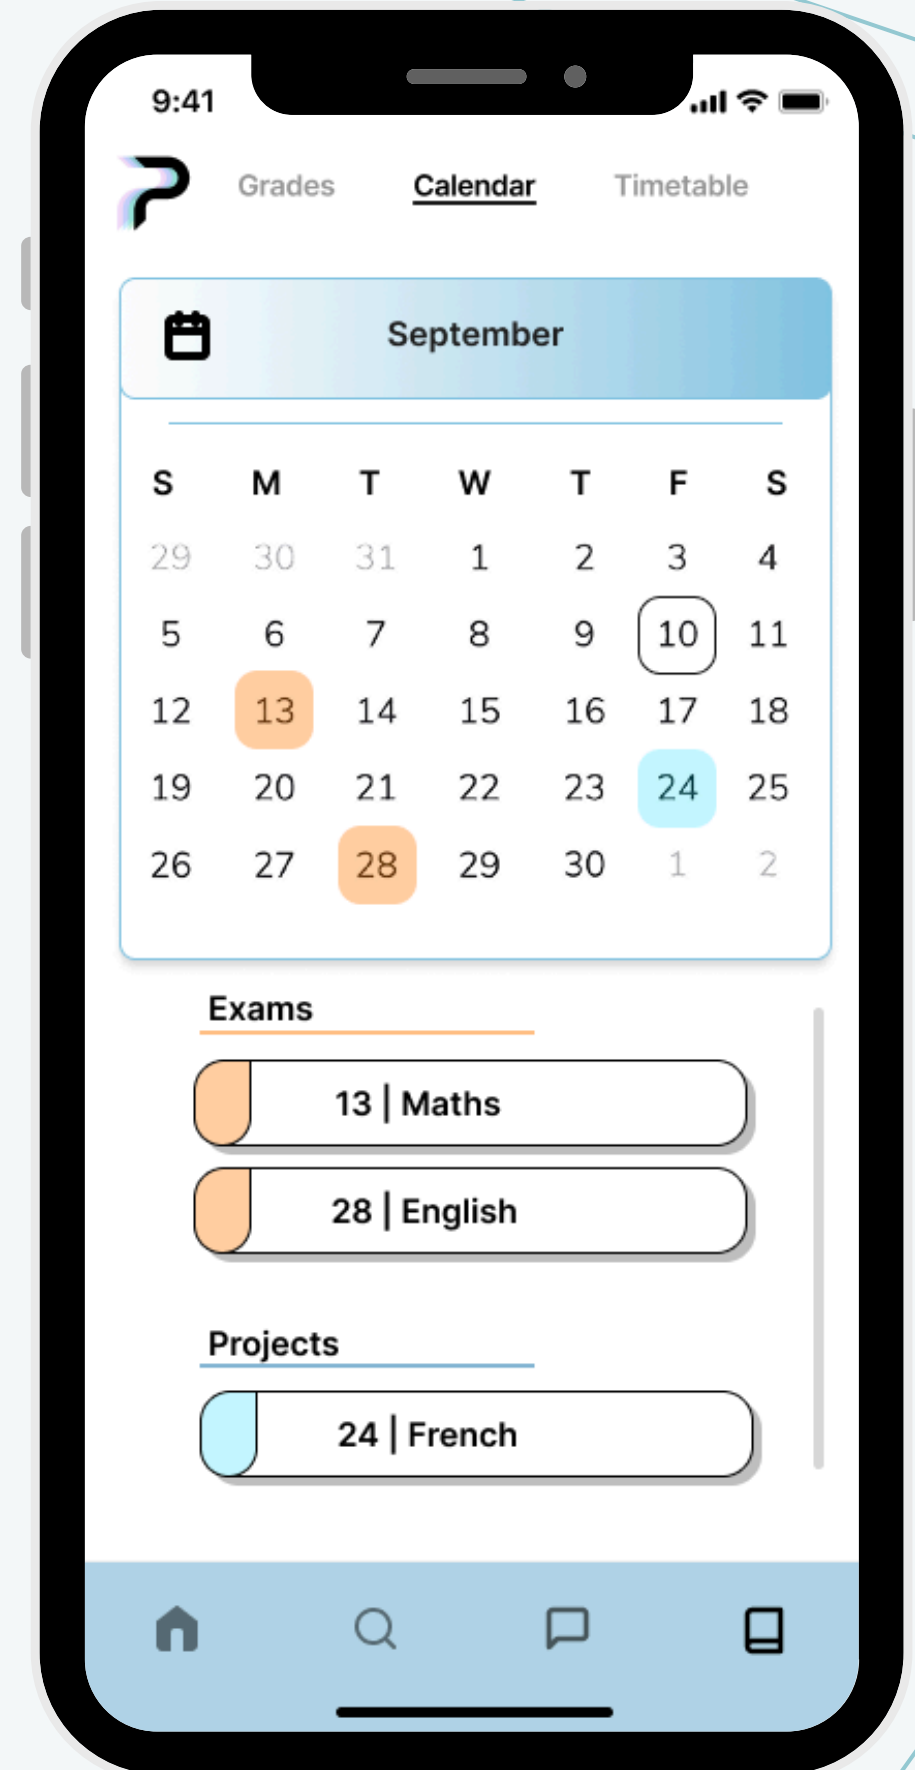 9:41
Grades Calendar Timetable
September
S M T W T F S
29 30 31 1 2 3 4
5 6 7 8 9 10 11
12 13 14 15 16 17 18
19 20 21 22 23 24 25
26 27 28 29 30 1 2
Exams
13 | Maths
28 | English
Projects
24 | French